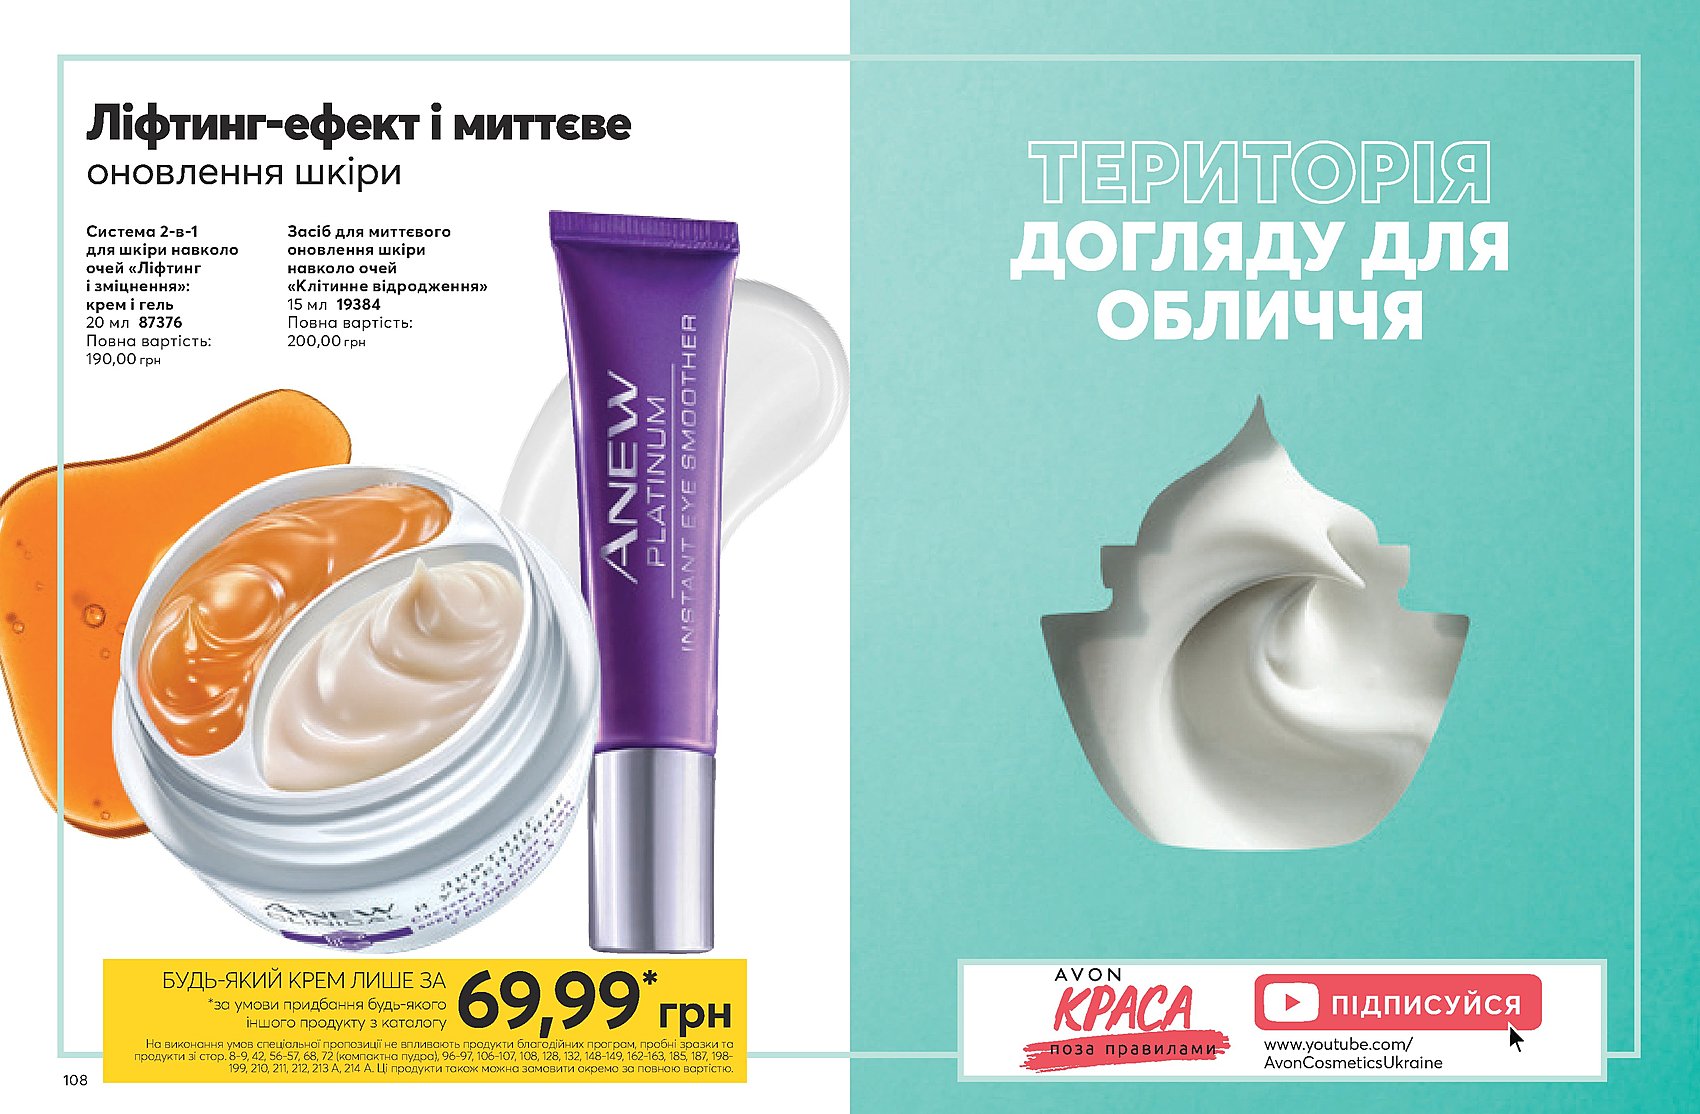 Ліфтинг-ефект і миттєве
оновлення шкіри
Система 2-в-1
для шкіри навколо
очей «Ліфтинг
і зміцнення»:
крем і гель
20 мл 87376
Повна вартість:
190,00 грн
Засіб для миттєвого
оновлення шкіри
навколо очей
«Клітинне відродження»
15 мл 19384
Повна вартість:
200,00 грн
ANEW
PLATINUM
INSTANT EYE SMOOTHER
ANEW
CLINICAL
БУДЬ-ЯКИЙ КРЕМ ЛИШЕ ЗА
*за умови придбання будь-якого
іншого продукту з каталогу
69,99* грн
На виконання умов спеціальної пропозиції не впливають продукти благодійних програм, пробні зразки та
продукти зі стор. 8-9, 42, 56-57, 68, 72 (компактна пудра), 96-97, 106-107, 108, 128, 132, 148-149, 162-163, 185, 187, 198-
199, 210, 211, 212, 213 А, 214 А. Ці продукти також можна замовити окремо за повною вартістю.
108
ТЕРИТОРІЯ
ДОГЛЯДУ ДЛЯ
ОБЛИЧЧЯ
AVON
КРАСА
поза правилами
ПІДПИСУЙСЯ
www.youtube.com/
AvonCosmeticsUkraine